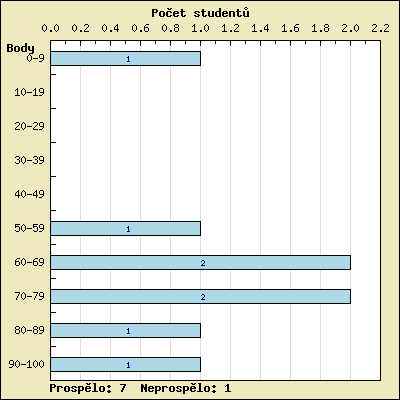 Počet studentů
0.0 0.2 0.4 0.6 0.8 1.0 1.2 1.4 1.6 1.8 2.0 2.2
Body
0-9 1
10-19
20-29
30-39
40-49
50-59 1
60-69 2
70-79 2
80-89 1
90-100 1
Prospělo: 7 Neprospělo: 1